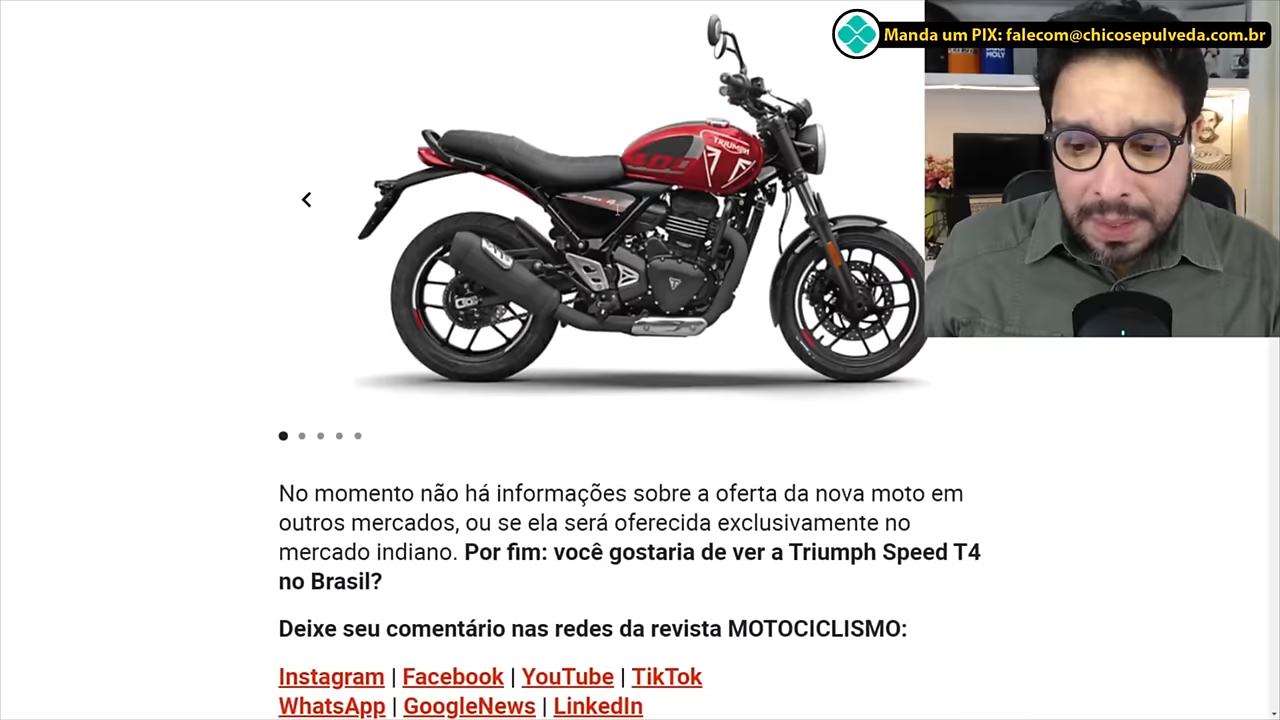 Manda um PIX: falecom@chicosepulveda.com.br
MOLY
TRIUMPH
400
No momento não há informações sobre a oferta da nova moto em
outros mercados, ou se ela será oferecida exclusivamente no
mercado indiano. Por fim: você gostaria de ver a Triumph Speed T4
no Brasil?
Deixe seu comentário nas redes da revista MOTOCICLISMO:
Instagram | Facebook | YouTube | TikTok
WhatsApp | GoogleNews | LinkedIn